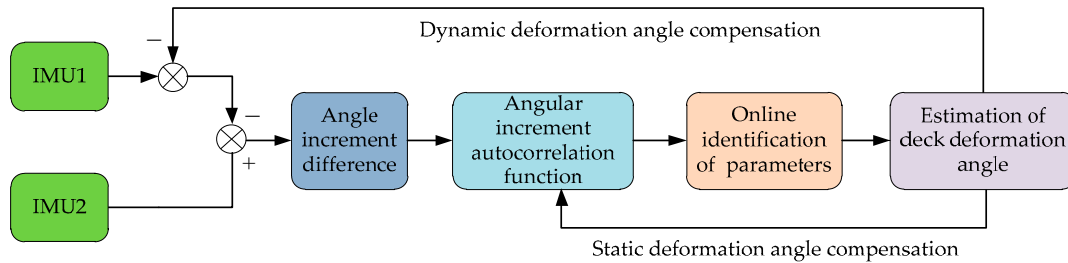 Dynamic deformation angle compensation
−
IMU1
−
+
IMU2
Angle
increment
difference
Angular
increment
autocorrelation
function
Online
identification
of parameters
Estimation of
deck deformation
angle
Static deformation angle compensation